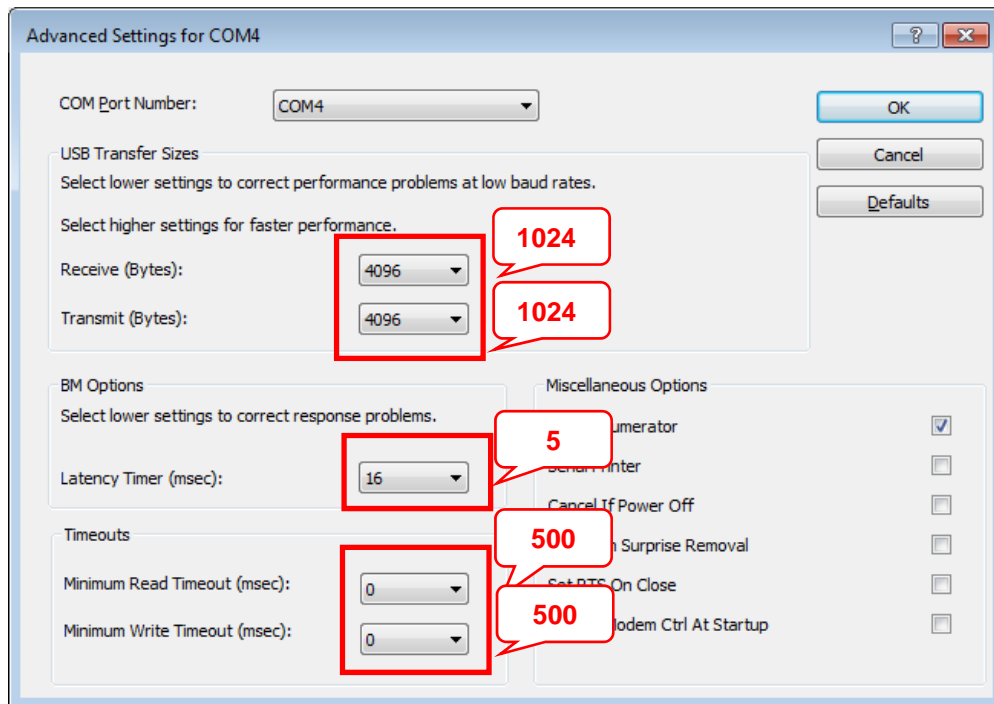 Advanced Settings for COM4
COM Port Number:
COM4
OK
USB Transfer Sizes
Cancel
Select lower settings to correct performance problems at low baud rates.
Defaults
Select higher settings for faster performance.
1024
Receive (Bytes):
4096
1024
Transmit (Bytes):
4096
BM Options
Select lower settings to correct response problems.
5
Latency Timer (msec):
16
Timeouts
500
Minimum Read Timeout (msec):
0
500
Minimum Write Timeout (msec):
0
Miscellaneous Options
Cancel If Power Off
Surprise Removal
On Close
Modem Ctrl At Startup